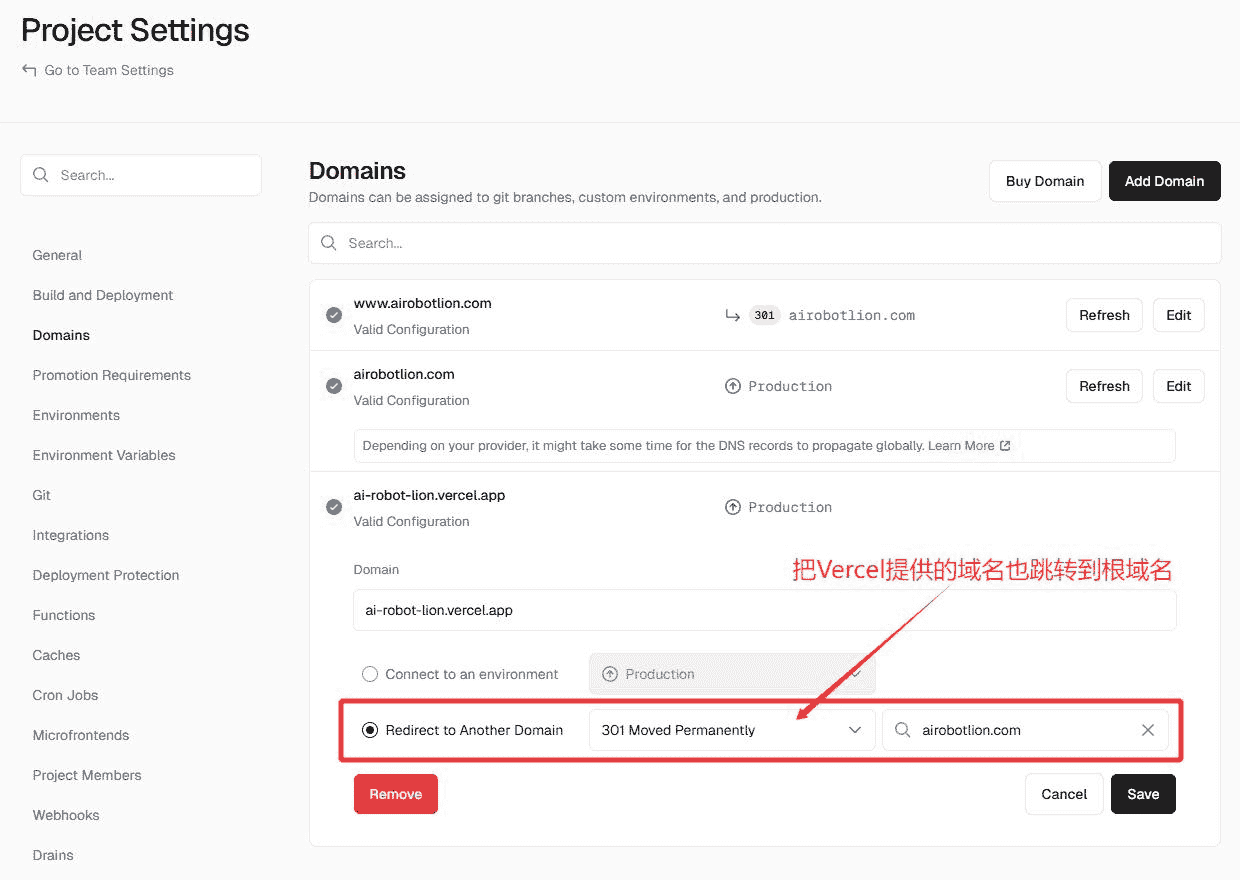 Project Settings
Go to Team Settings
Search...
General
Build and Deployment
Domains
Promotion Requirements
Environments
Environment Variables
Git
Integrations
Deployment Protection
Functions
Caches
Cron Jobs
Microfrontends
Project Members
Webhooks
Drains
Domains
Domains can be assigned to git branches, custom environments, and production.
Buy Domain
Add Domain
Search...
www.airobotlion.com
Valid Configuration
301 airobotlion.com
Refresh
Edit
airobotlion.com
Valid Configuration
Production
Refresh
Edit
Depending on your provider, it might take some time for the DNS records to propagate globally. Learn More
ai-robot-lion.vercel.app
Valid Configuration
Production
Domain
把Vercel提供的域名也跳转到根域名
ai-robot-lion.vercel.app
Connect to an environment
Production
Redirect to Another Domain
301 Moved Permanently
airobotlion.com
Remove
Cancel
Save